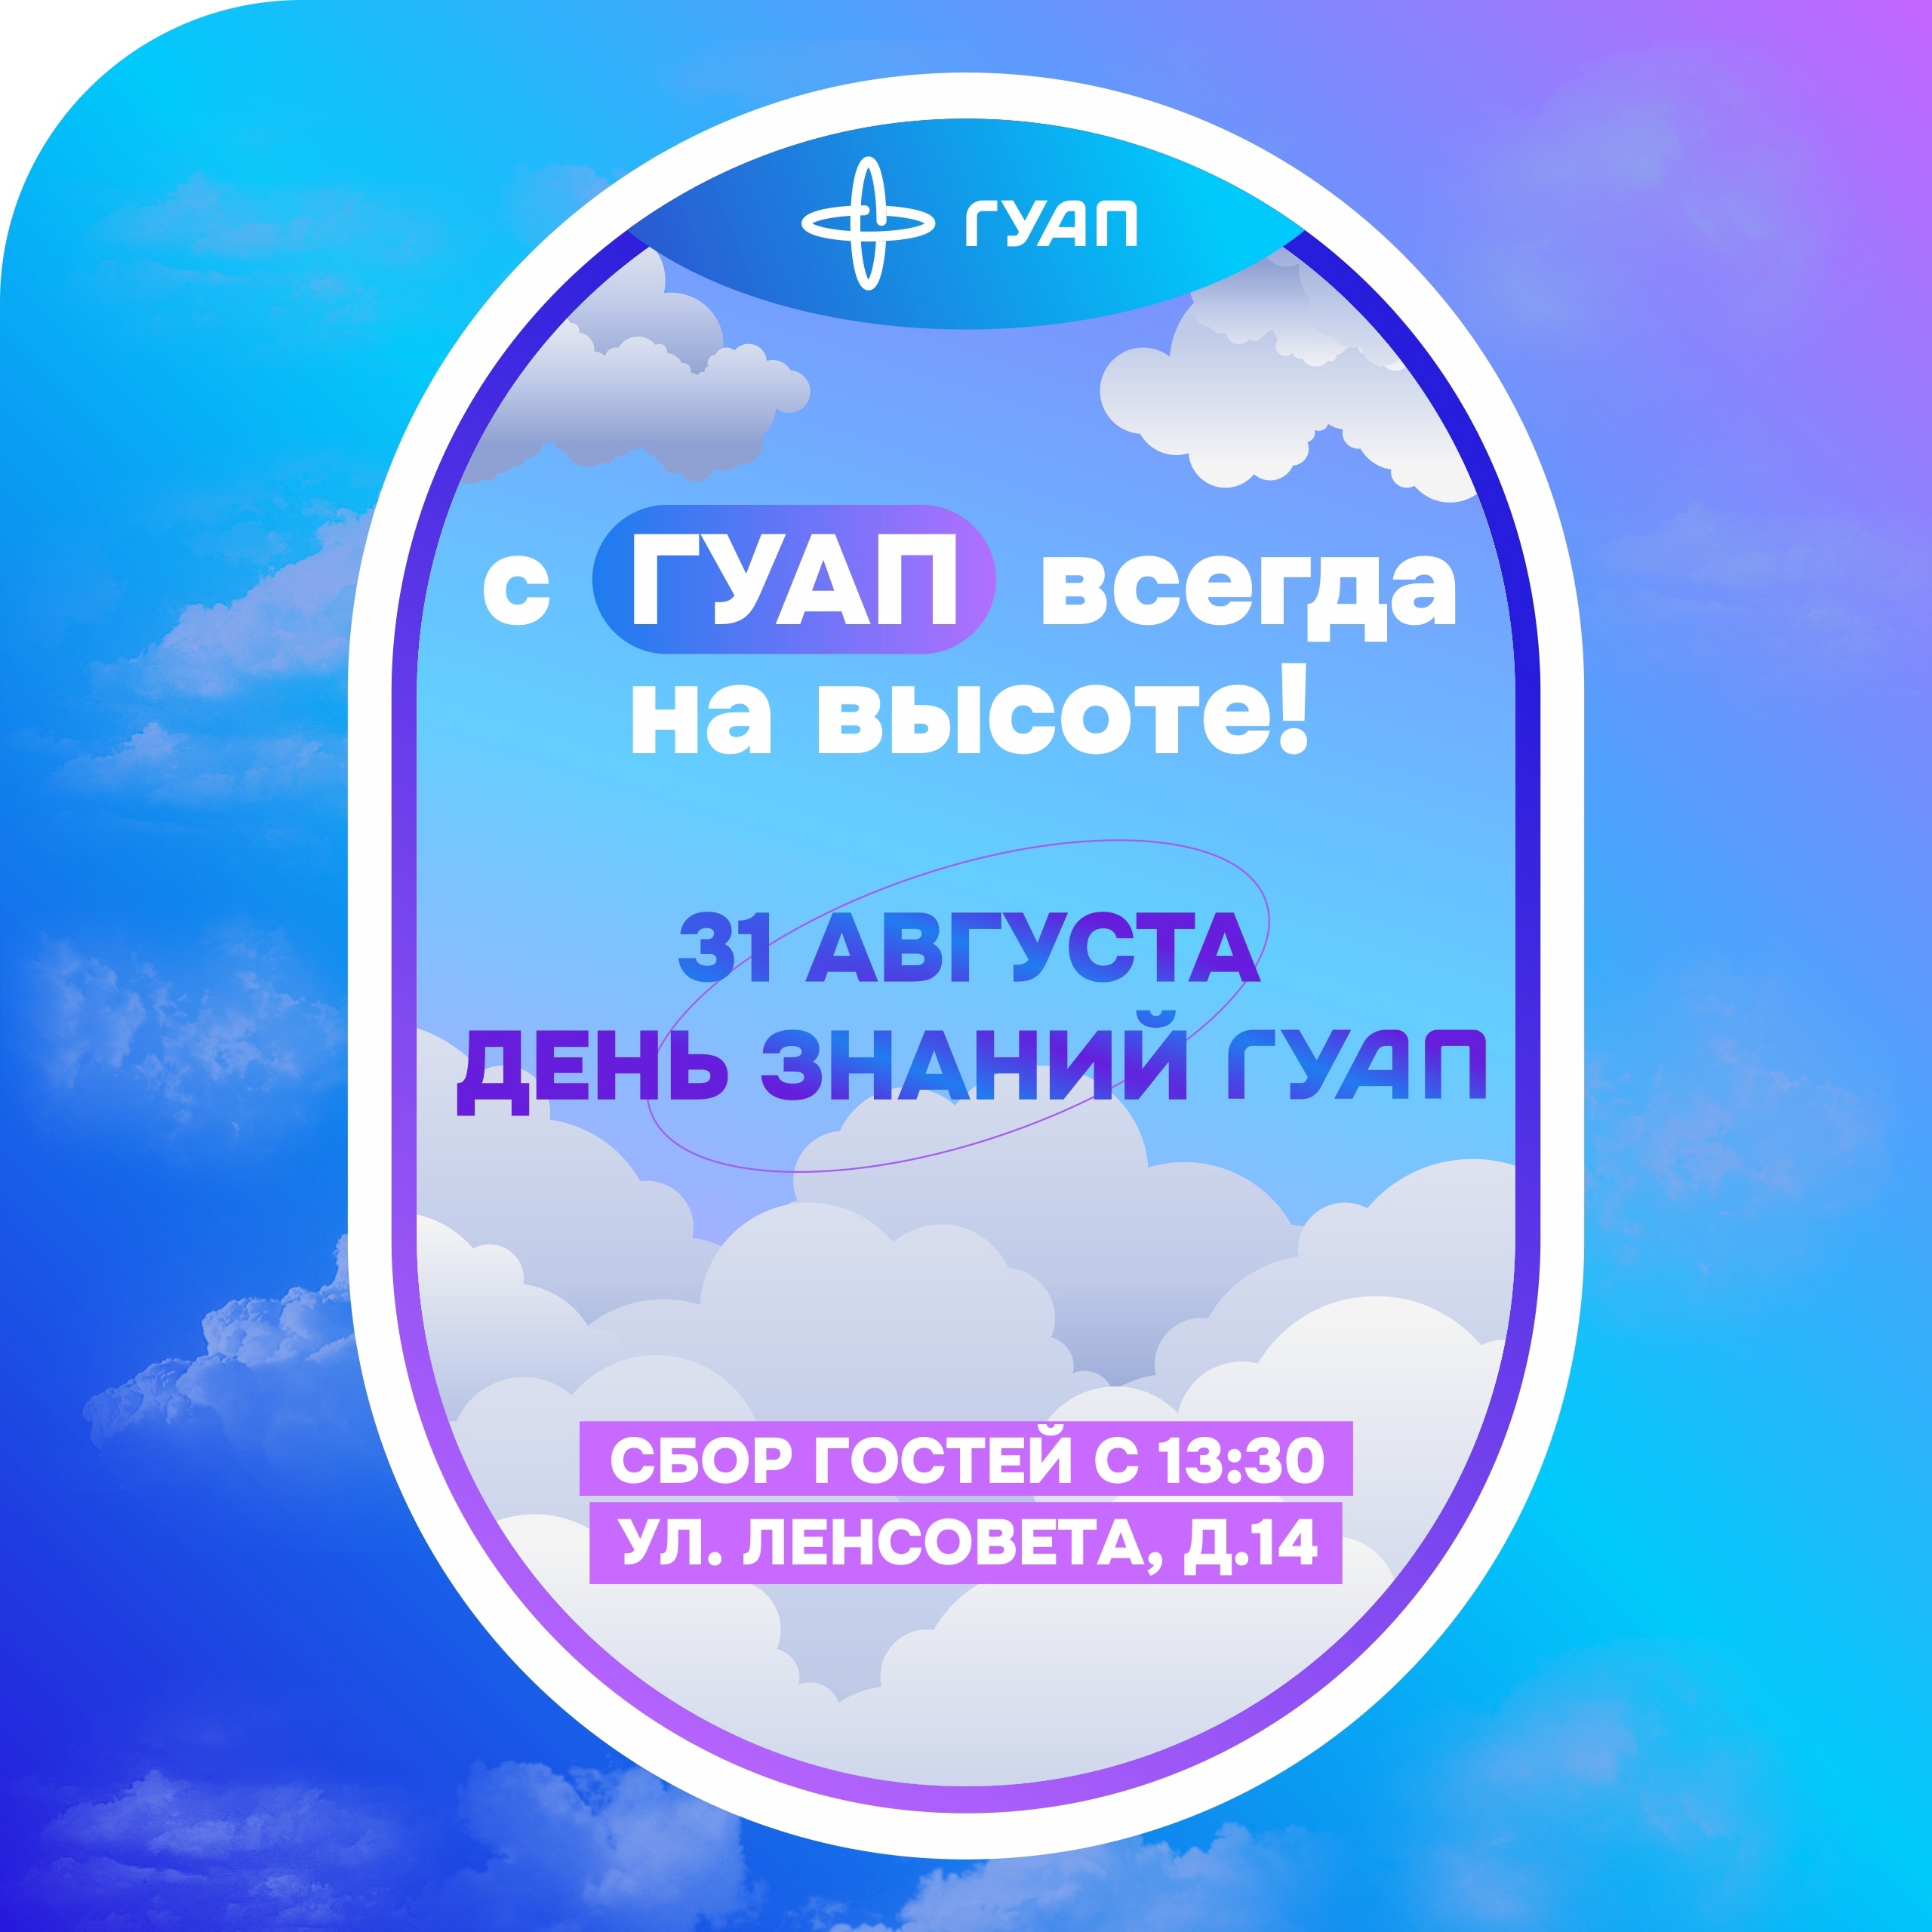 ГУАП
с ГУАП всегда
на высоте!
31 АВГУСТА
ДЕНЬ ЗНАНИЙ ГУАП
СБОР ГОСТЕЙ С 13:30
УЛ. ЛЕНСОВЕТА, Д.14